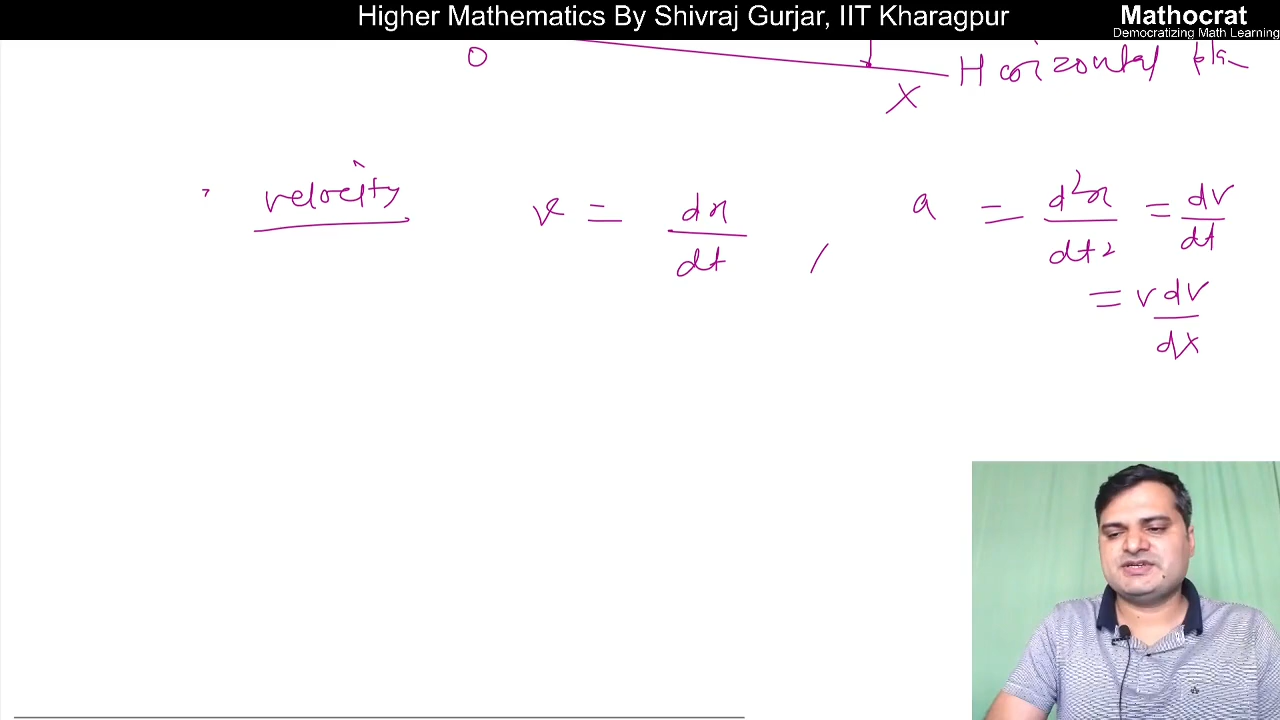 Higher Mathematics By Shivraj Gurjar, IIT Kharagpur
Mathocrat
Democratizing Math Learning
O
X
Horizontal
velocity v = dx/dt , a = d²x/dt² = dv/dt
= v dv/dx